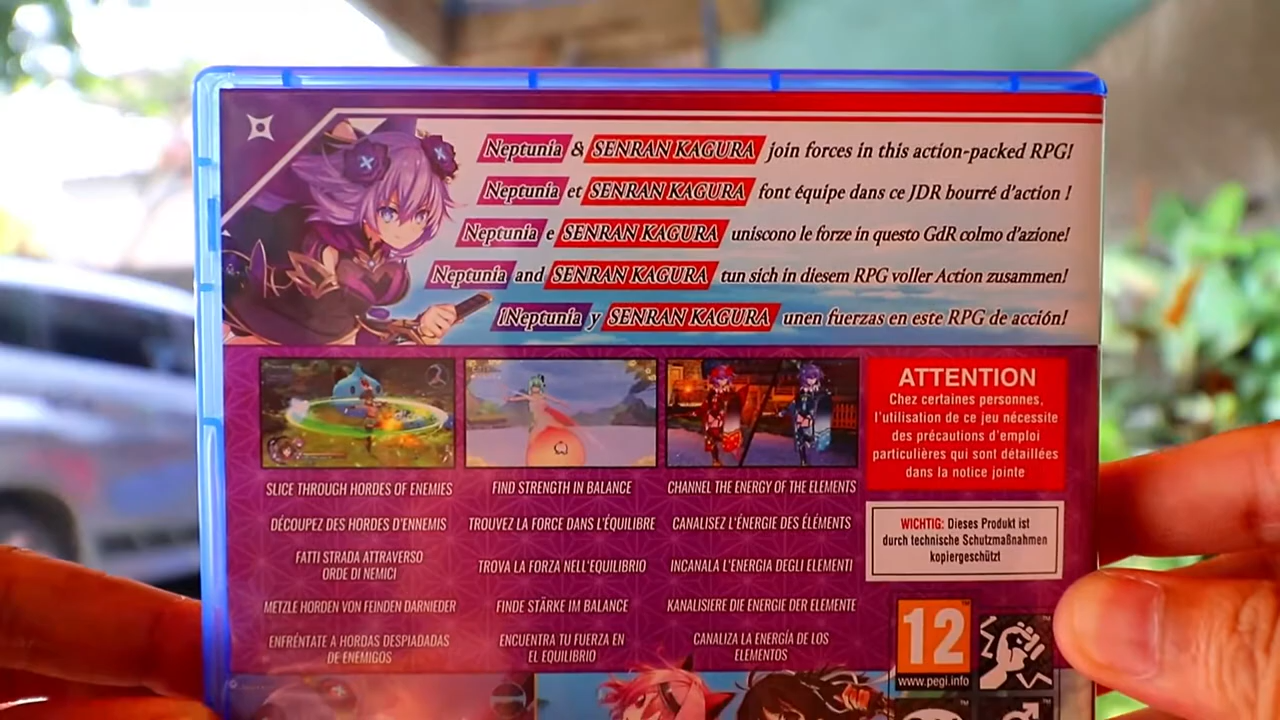 Neptunia & SENRAN KAGURA join forces in this action-packed RPG!
Neptunia et SENRAN KAGURA font équipe dans ce JDR bourré d'action !
Neptunia e SENRAN KAGURA uniscono le forze in questo GdR colmo d'azione!
Neptunia and SENRAN KAGURA tun sich in diesem RPG voller Action zusammen!
¡Neptunia y SENRAN KAGURA unen fuerzas en este RPG de acción!
SLICE THROUGH HORDES OF ENEMIES
DÉCOUPEZ DES HORDES D'ENNEMIS
FATTI STRADA ATTRAVERSO
ORDE DI NEMICI
METZLE HORDEN VON FEINDEN DARNIEDER
ENFRÉNTATE A HORDAS DESPIADADAS
DE ENEMIGOS
FIND STRENGTH IN BALANCE
TROUVEZ LA FORCE DANS L'ÉQUILIBRE
TROVA LA FORZA NELL'EQUILIBRIO
FINDE STÄRKE IM BALANCE
ENCUENTRA TU FUERZA EN
EL EQUILIBRIO
CHANNEL THE ENERGY OF THE ELEMENTS
CANALISEZ L'ÉNERGIE DES ÉLÉMENTS
INCANALA L'ENERGIA DEGLI ELEMENTI
KANALISIERE DIE ENERGIE DER ELEMENTE
CANALIZA LA ENERGÍA DE LOS
ELEMENTOS
ATTENTION
Chez certaines personnes,
l'utilisation de ce jeu nécessite
des précautions d'emploi
particulières qui sont détaillées
dans la notice jointe
WICHTIG: Dieses Produkt ist
durch technische Schutzmaßnahmen
kopiergeschützt
12
www.pegi.info